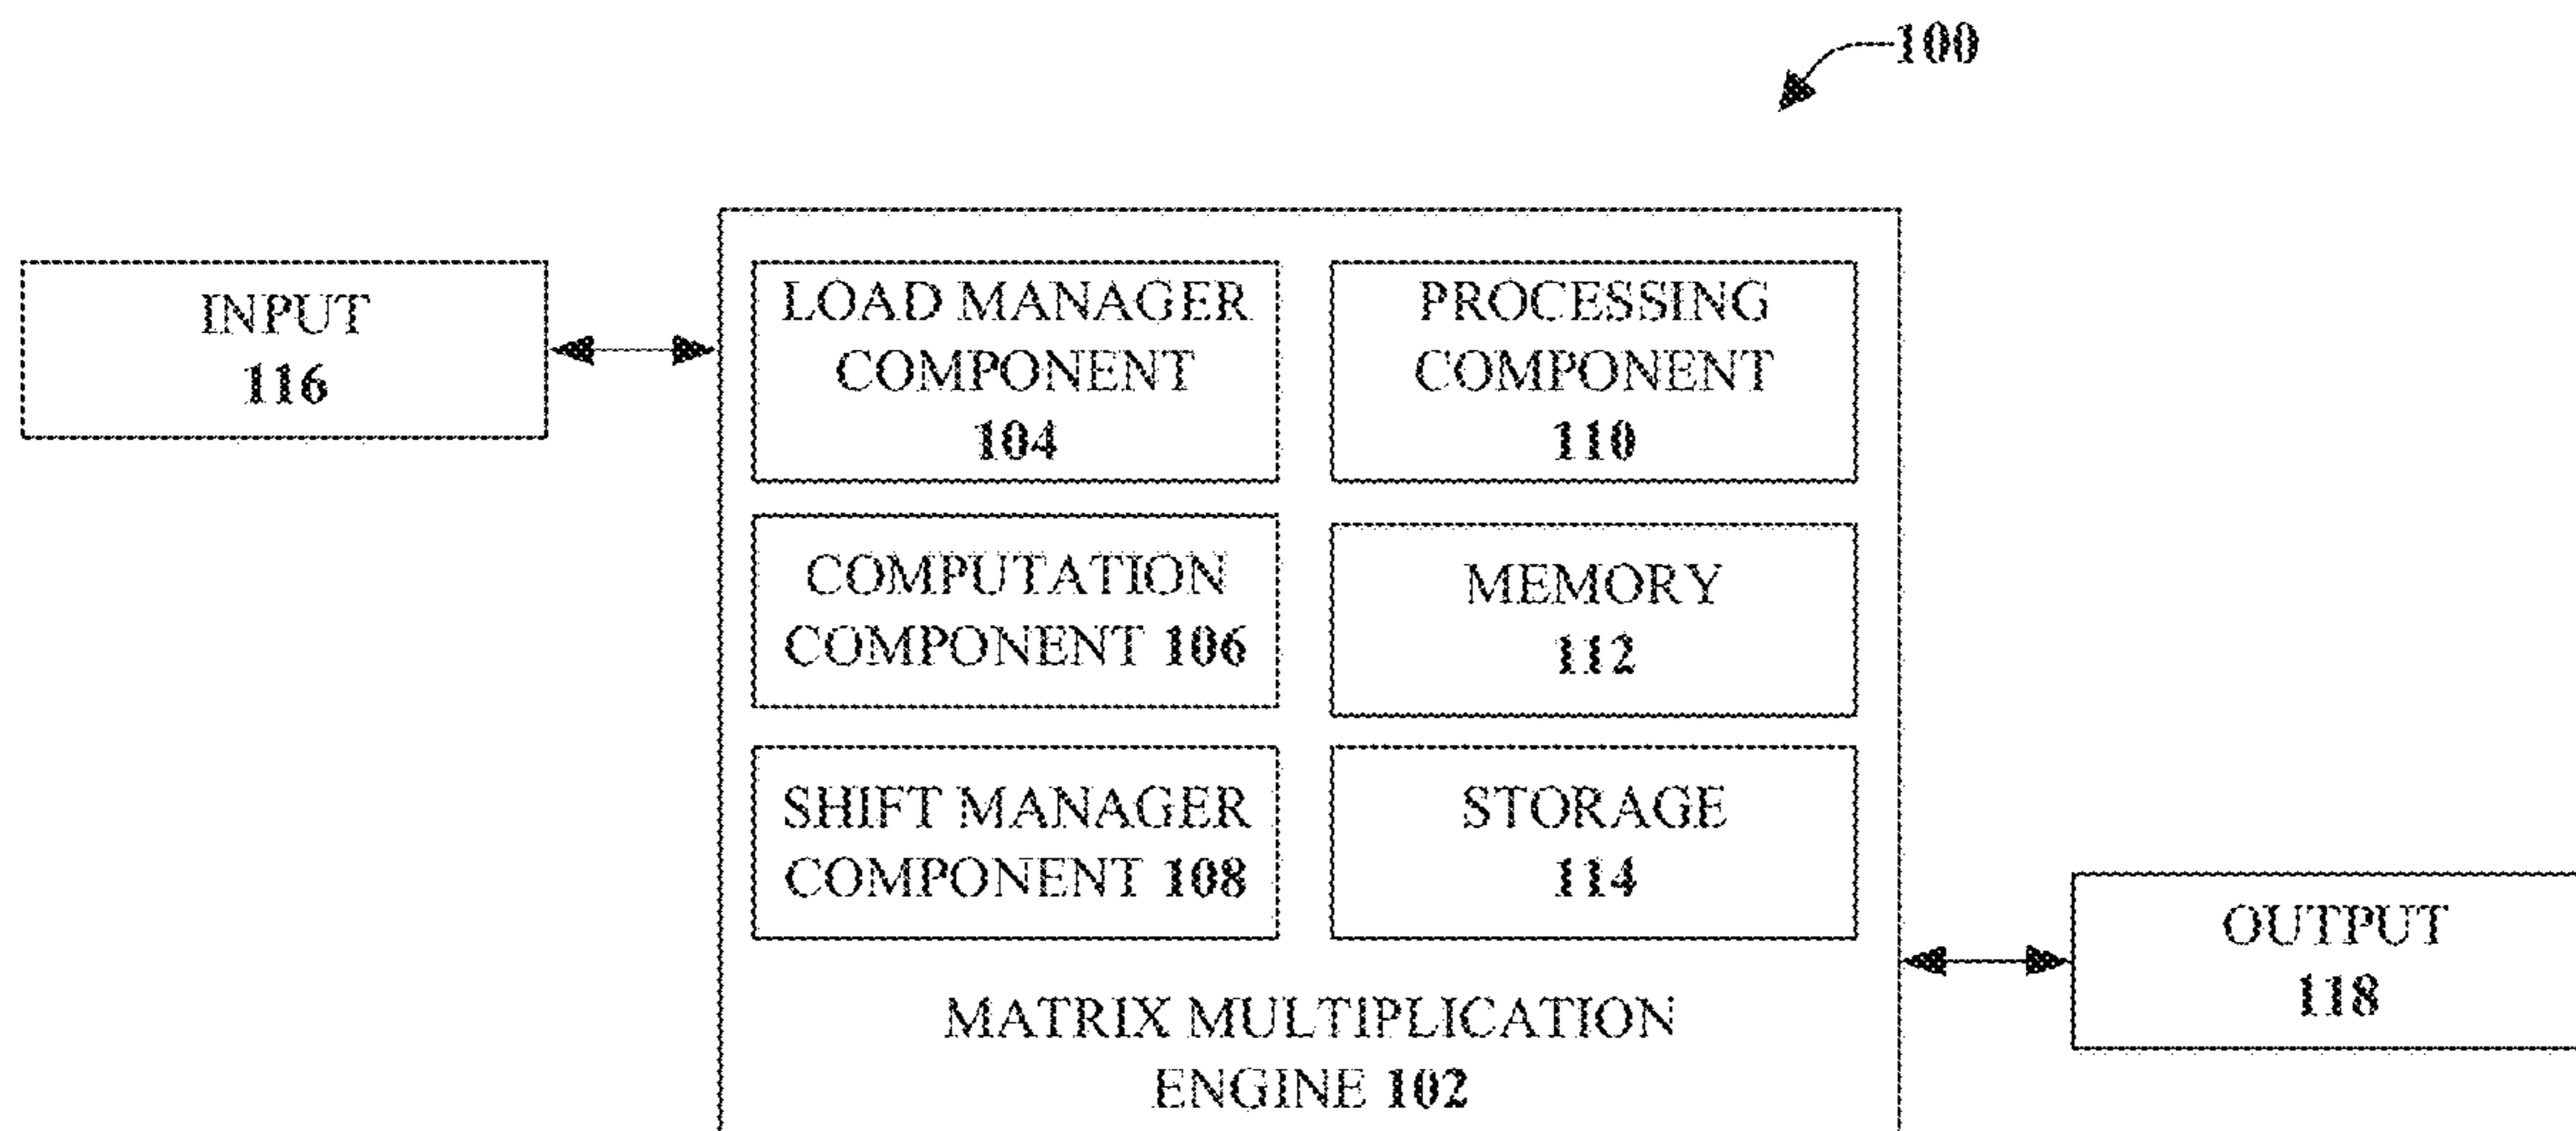 100
INPUT
116
LOAD MANAGER
COMPONENT
104
PROCESSING
COMPONENT
110
COMPUTATION
COMPONENT 106
MEMORY
112
SHIFT MANAGER
COMPONENT 108
STORAGE
114
MATRIX MULTIPLICATION
ENGINE 102
OUTPUT
118